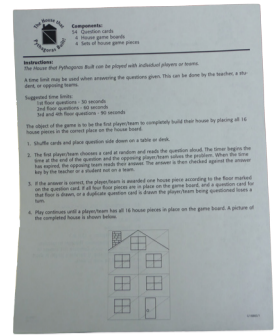 The House that
Pythagoras Built
Components:
54 Question cards
4 House game boards
4 Sets of house game pieces
Instructions:
The House that Pythagoras Built can be played with individual players or teams.
A time limit may be used when answering the questions given. This can be done by the teacher, a stu-
dent, or opposing teams.
Suggested time limits:
1st floor questions - 30 seconds
2nd floor questions - 60 seconds
3rd and 4th floor questions - 90 seconds
The object of the game is to be the first player/team to completely build their house by placing all 16
house pieces in the correct place on the house board.
1. Shuffle cards and place question side down on a table or desk.
2. The first player/team chooses a card at random and reads the question aloud. The timer begins the
time at the end of the question and the opposing player/team solves the problem. When the time
has expired, the opposing team reads their answer. The answer is then checked against the answer
key by the teacher or a student not on a team.
3. If the answer is correct, the player/team is awarded one house piece according to the floor marked
on the question card. If all four floor pieces are in place on the game board, and a question card for
that floor is drawn, or a duplicate question card is drawn the player/team being questioned loses a
turn.
4. Play continues until a player/team has all 16 house pieces in place on the game board. A picture of
the completed house is shown below.